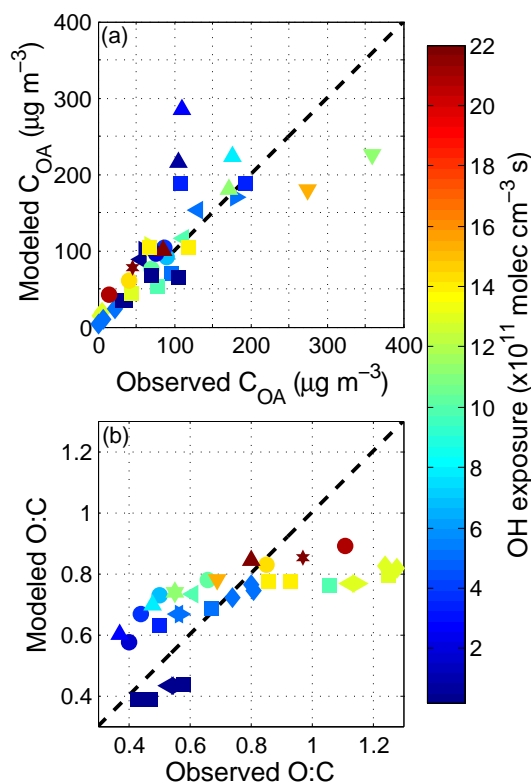 (a)
Modeled C_OA (µg m⁻³)
400
300
200
100
0
0 100 200 300 400
Observed C_OA (µg m⁻³)
(b)
Modeled O:C
1.2
1
0.8
0.6
0.4
0.4 0.6 0.8 1 1.2
Observed O:C
22
20
18
16
14
12
10
8
6
4
2
OH exposure (x10¹¹ molec cm⁻³ s)